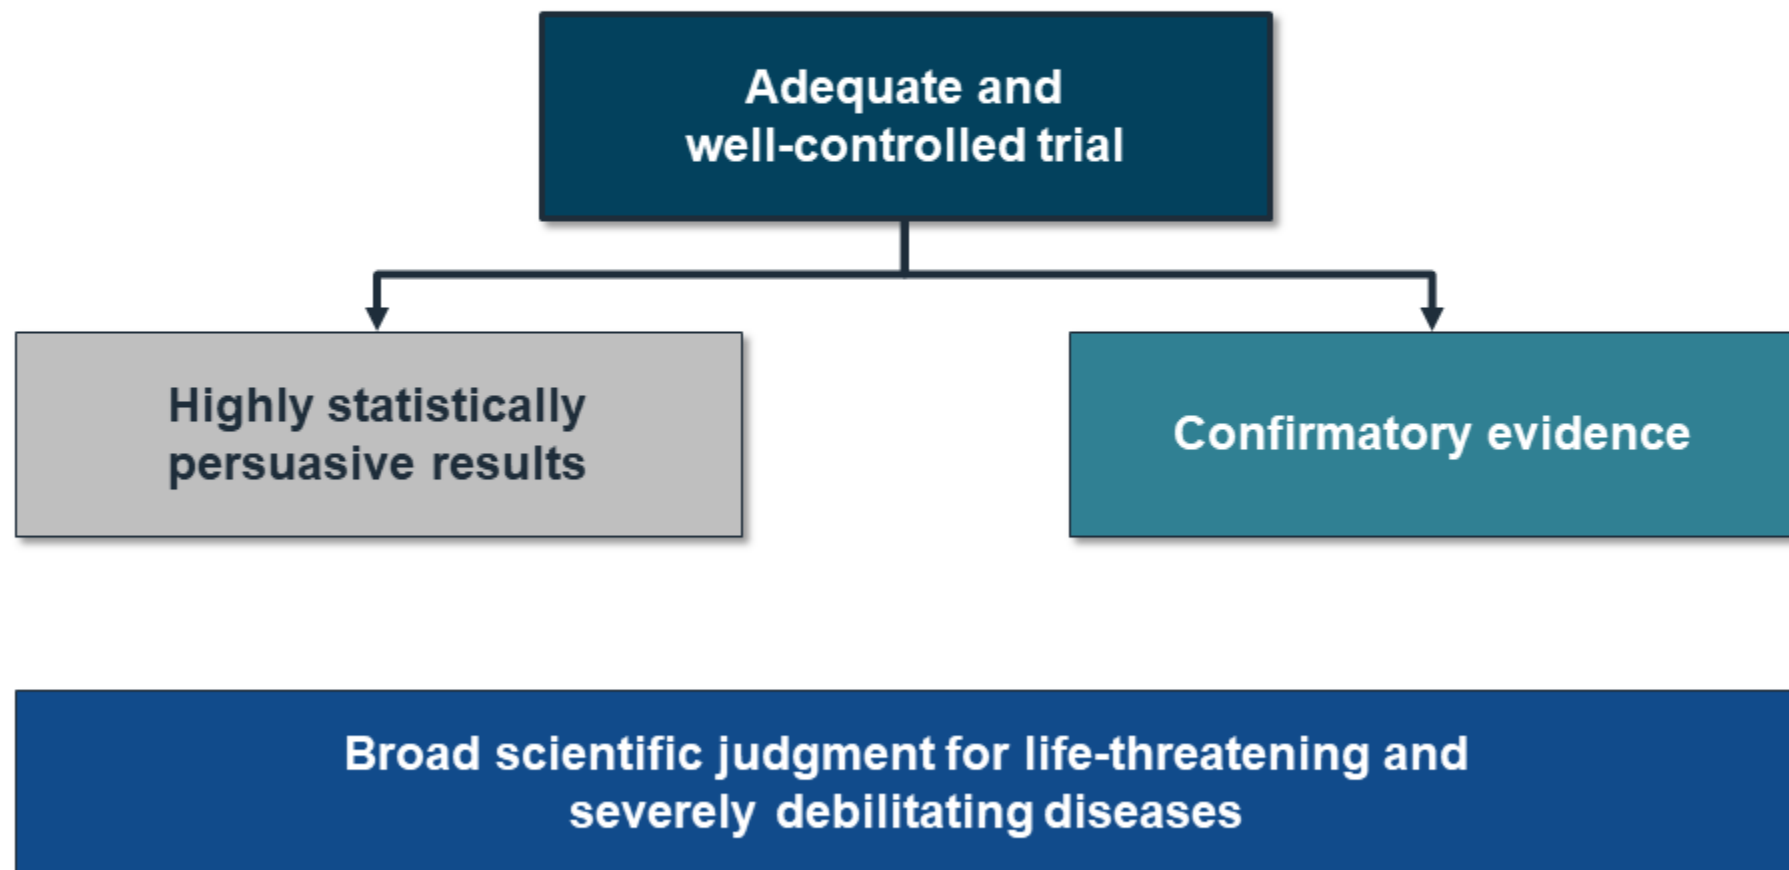 Adequate and
well-controlled trial
Highly statistically
persuasive results
Confirmatory evidence
Broad scientific judgment for life-threatening and
severely debilitating diseases